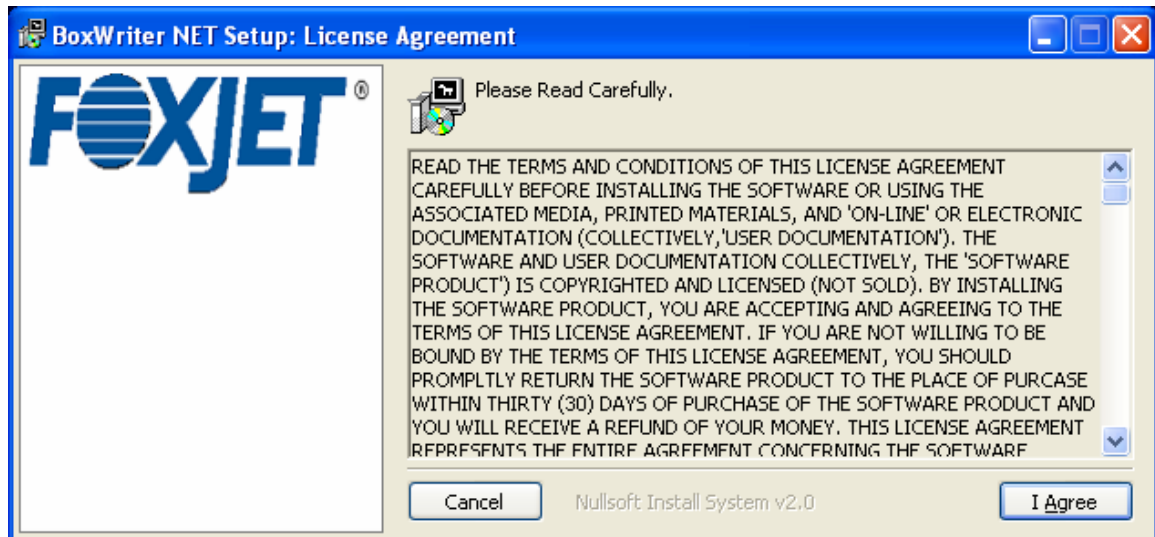 BoxWriter NET Setup: License Agreement
FOXJET®
Please Read Carefully.
READ THE TERMS AND CONDITIONS OF THIS LICENSE AGREEMENT
CAREFULLY BEFORE INSTALLING THE SOFTWARE OR USING THE
ASSOCIATED MEDIA, PRINTED MATERIALS, AND 'ON-LINE' OR ELECTRONIC
DOCUMENTATION (COLLECTIVELY,'USER DOCUMENTATION'). THE
SOFTWARE AND USER DOCUMENTATION COLLECTIVELY, THE 'SOFTWARE
PRODUCT') IS COPYRIGHTED AND LICENSED (NOT SOLD). BY INSTALLING
THE SOFTWARE PRODUCT, YOU ARE ACCEPTING AND AGREEING TO THE
TERMS OF THIS LICENSE AGREEMENT. IF YOU ARE NOT WILLING TO BE
BOUND BY THE TERMS OF THIS LICENSE AGREEMENT, YOU SHOULD
PROMPLTLY RETURN THE SOFTWARE PRODUCT TO THE PLACE OF PURCASE
WITHIN THIRTY (30) DAYS OF PURCHASE OF THE SOFTWARE PRODUCT AND
YOU WILL RECEIVE A REFUND OF YOUR MONEY. THIS LICENSE AGREEMENT
REPRESENTS THE ENTIRE AGREEMENT CONCERNING THE SOFTWARE
Cancel
Nullsoft Install System v2.0
I Agree